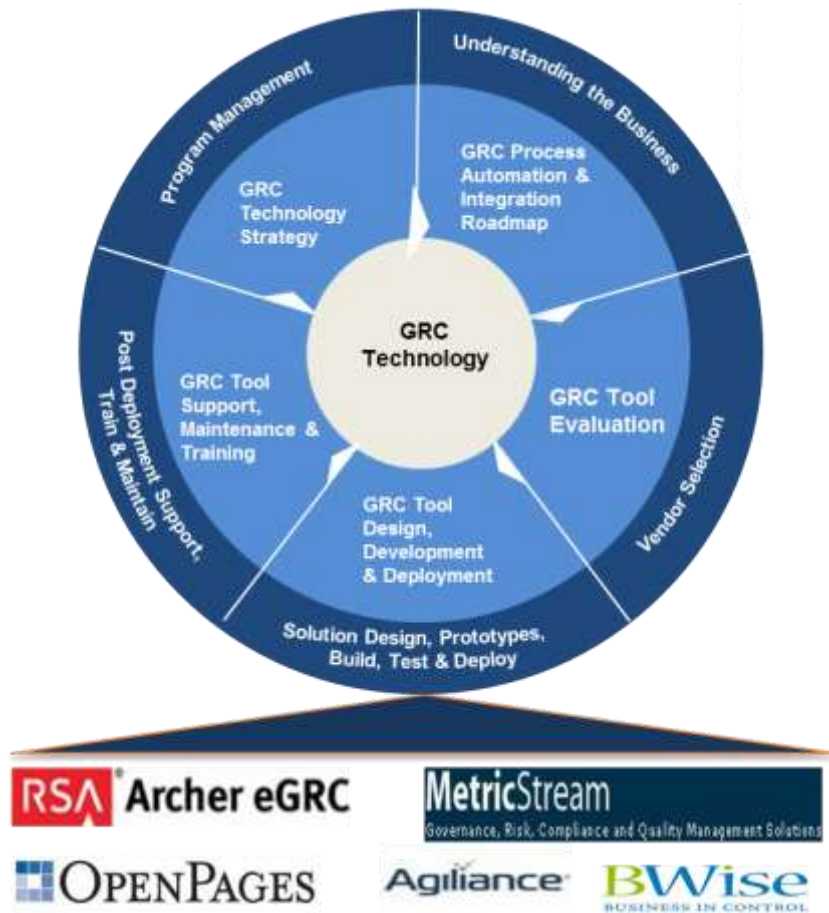 Program Management
Understanding the Business
GRC
Technology
Strategy
GRC Process
Automation &
Integration
Roadmap
GRC
Technology
GRC Tool
Support,
Maintenance &
Training
GRC Tool
Evaluation
GRC Tool
Design,
Development
& Deployment
Post Deployment Support,
Train & Maintain
Vendor Selection
Solution Design, Prototypes,
Build, Test & Deploy
RSA® Archer eGRC
MetricStream
Governance, Risk, Compliance and Quality Management Solutions
OPENPAGES
Agiliance
BWise
BUSINESS IN CONTROL